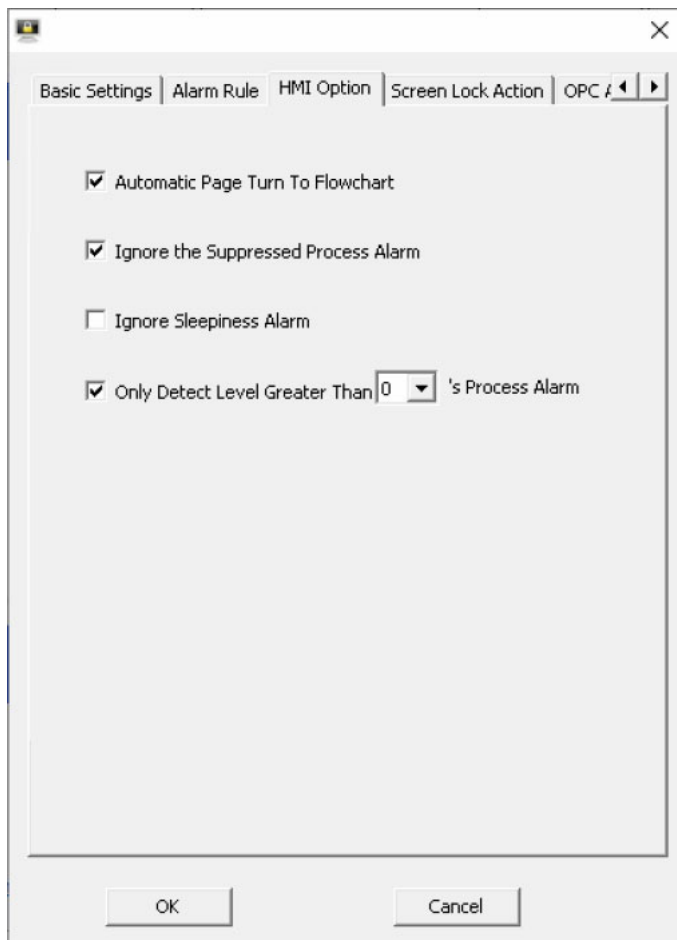 Basic Settings Alarm Rule HMI Option Screen Lock Action OPC
Automatic Page Turn To Flowchart
Ignore the Suppressed Process Alarm
Ignore Sleepiness Alarm
Only Detect Level Greater Than 0 's Process Alarm
OK Cancel